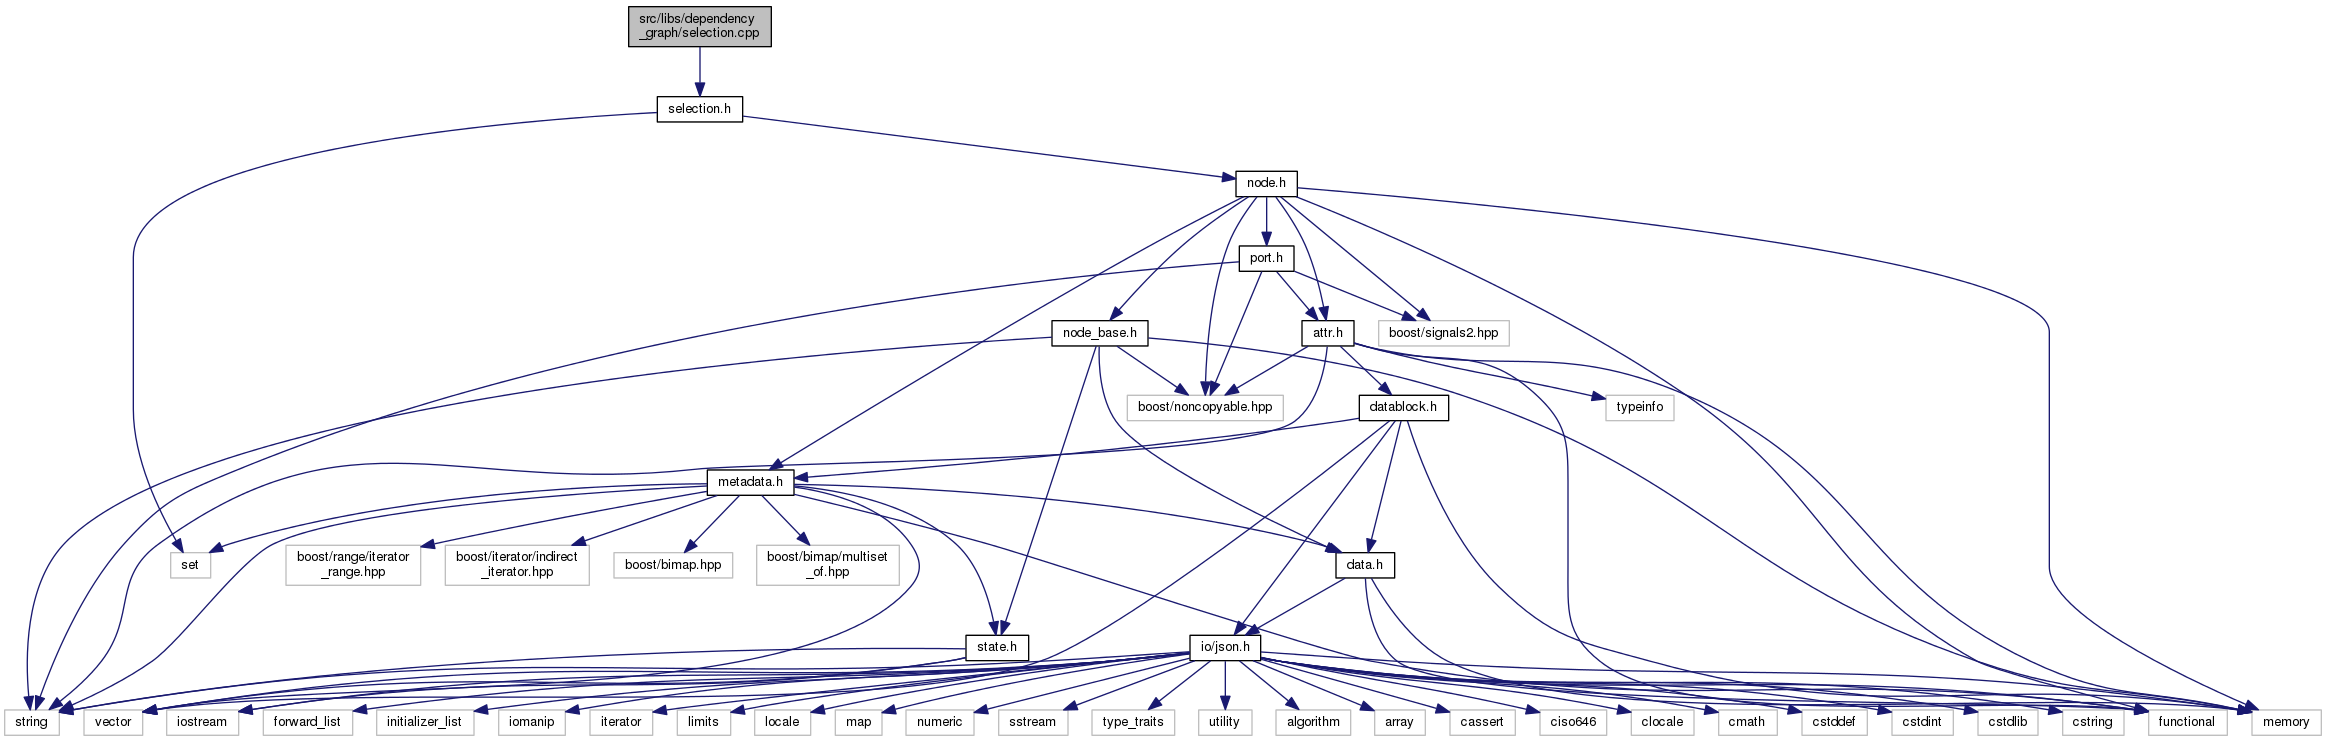 src/libs/dependency
_graph/selection.cpp
selection.h
node.h
port.h
node_base.h
attr.h
boost/signals2.hpp
boost/noncopyable.hpp
datablock.h
typeinfo
metadata.h
set
boost/range/iterator
_range.hpp
boost/iterator/indirect
_iterator.hpp
boost/bimap.hpp
boost/bimap/multiset
_of.hpp
data.h
state.h
io/json.h
string
vector
iostream
forward_list
initializer_list
iomanip
iterator
limits
locale
map
numeric
sstream
type_traits
utility
algorithm
array
cassert
ciso646
clocale
cmath
cstddef
cstdint
cstdlib
cstring
functional
memory